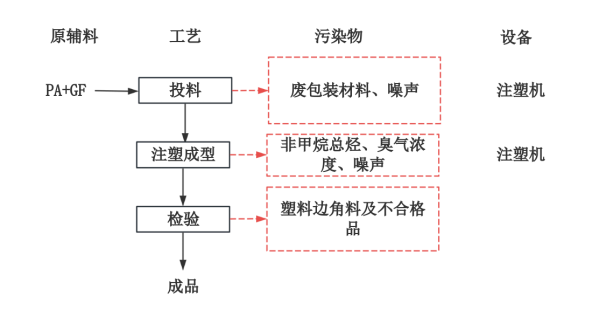 原辅料 工艺 污染物 设备
PA+GF 投料 废包装材料、噪声 注塑机
注塑成型 非甲烷总烃、臭气浓
度、噪声 注塑机
检验 塑料边角料及不合格
品
成品